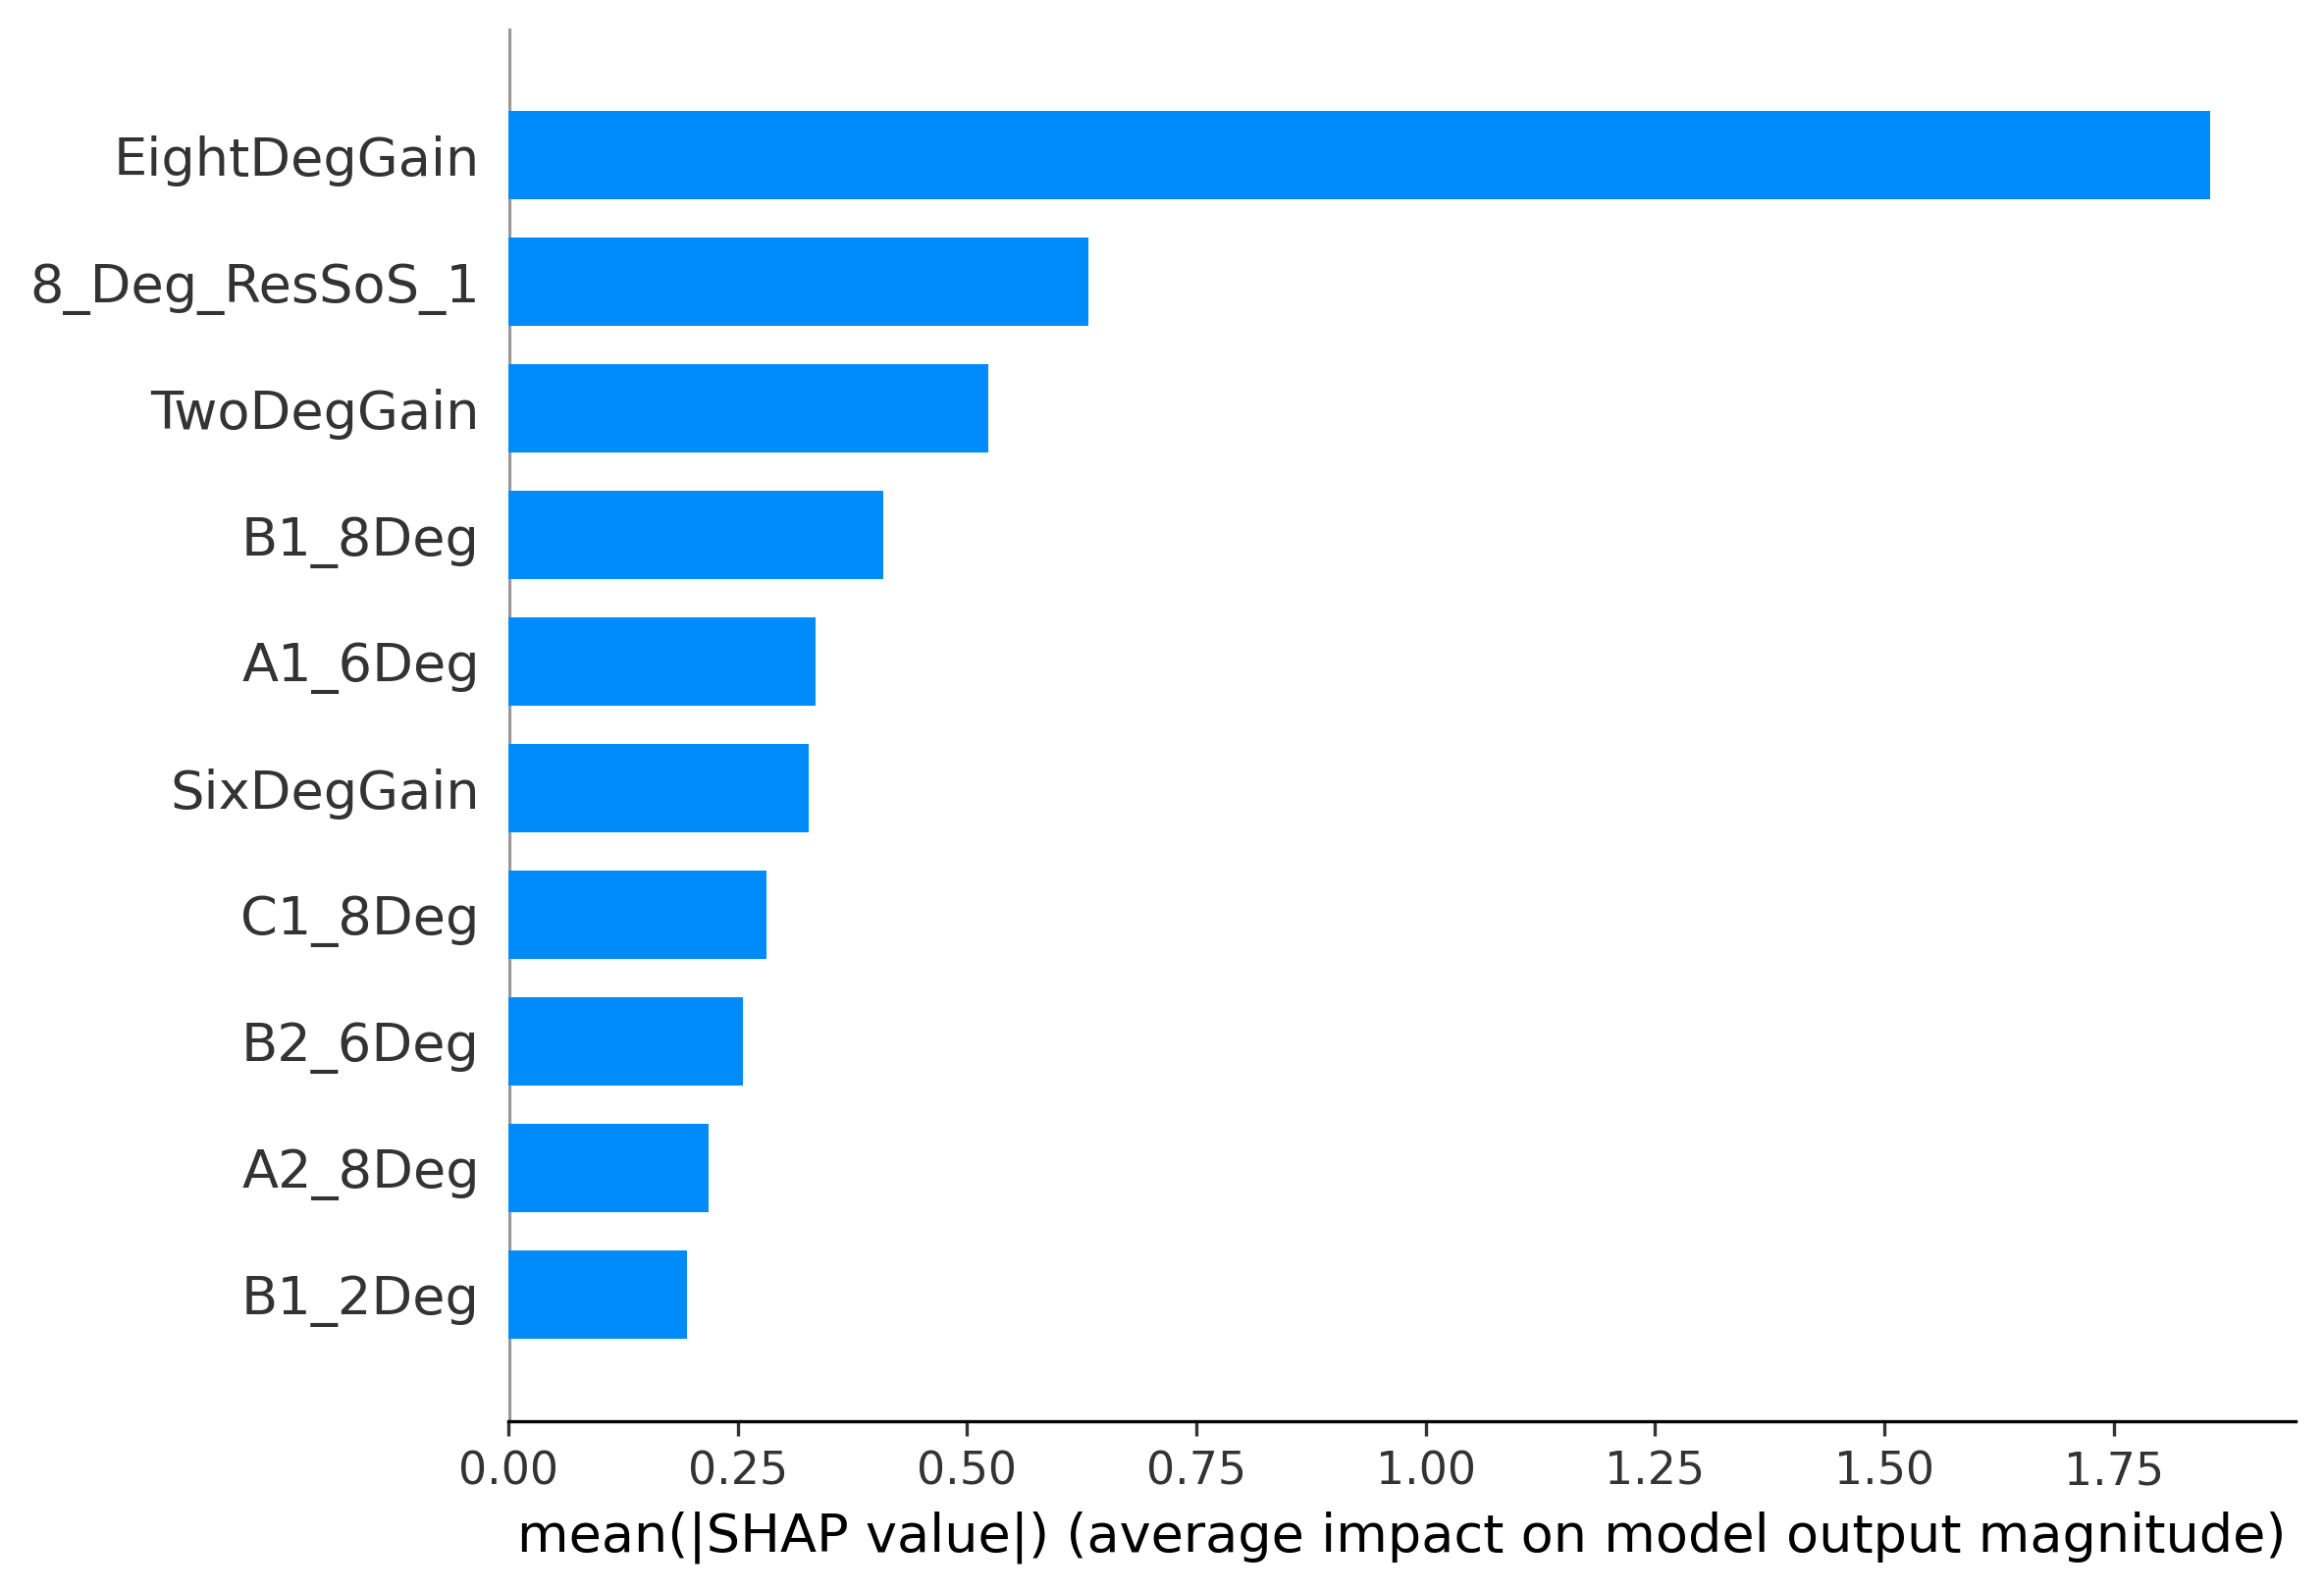 EightDegGain
8_Deg_ResSoS_1
TwoDegGain
B1_8Deg
A1_6Deg
SixDegGain
C1_8Deg
B2_6Deg
A2_8Deg
B1_2Deg
0.00 0.25 0.50 0.75 1.00 1.25 1.50 1.75
mean(|SHAP value|) (average impact on model output magnitude)